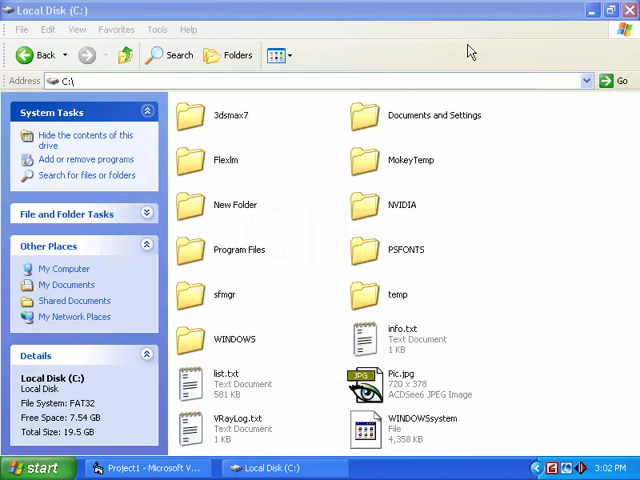 Local Disk (C:)
File Edit View Favorites Tools Help
Back Search Folders
Address C:\ Go
System Tasks
Hide the contents of this
drive
Add or remove programs
Search for files or folders
File and Folder Tasks
Other Places
My Computer
My Documents
Shared Documents
My Network Places
Details
Local Disk (C:)
Local Disk
File System: FAT32
Free Space: 7.54 GB
Total Size: 19.5 GB
3dsmax7
Documents and Settings
Flexlm
MokeyTemp
New Folder
NVIDIA
Program Files
PSFONTS
sfmgr
temp
WINDOWS
info.txt
Text Document
1 KB
list.txt
Text Document
581 KB
JPG
Pic.jpg
720 x 378
ACDSee6 JPEG Image
VRayLog.txt
Text Document
1 KB
WINDOWSsystem
File
4,358 KB
start
Project1 - Microsoft V...
Local Disk (C:)
3:02 PM